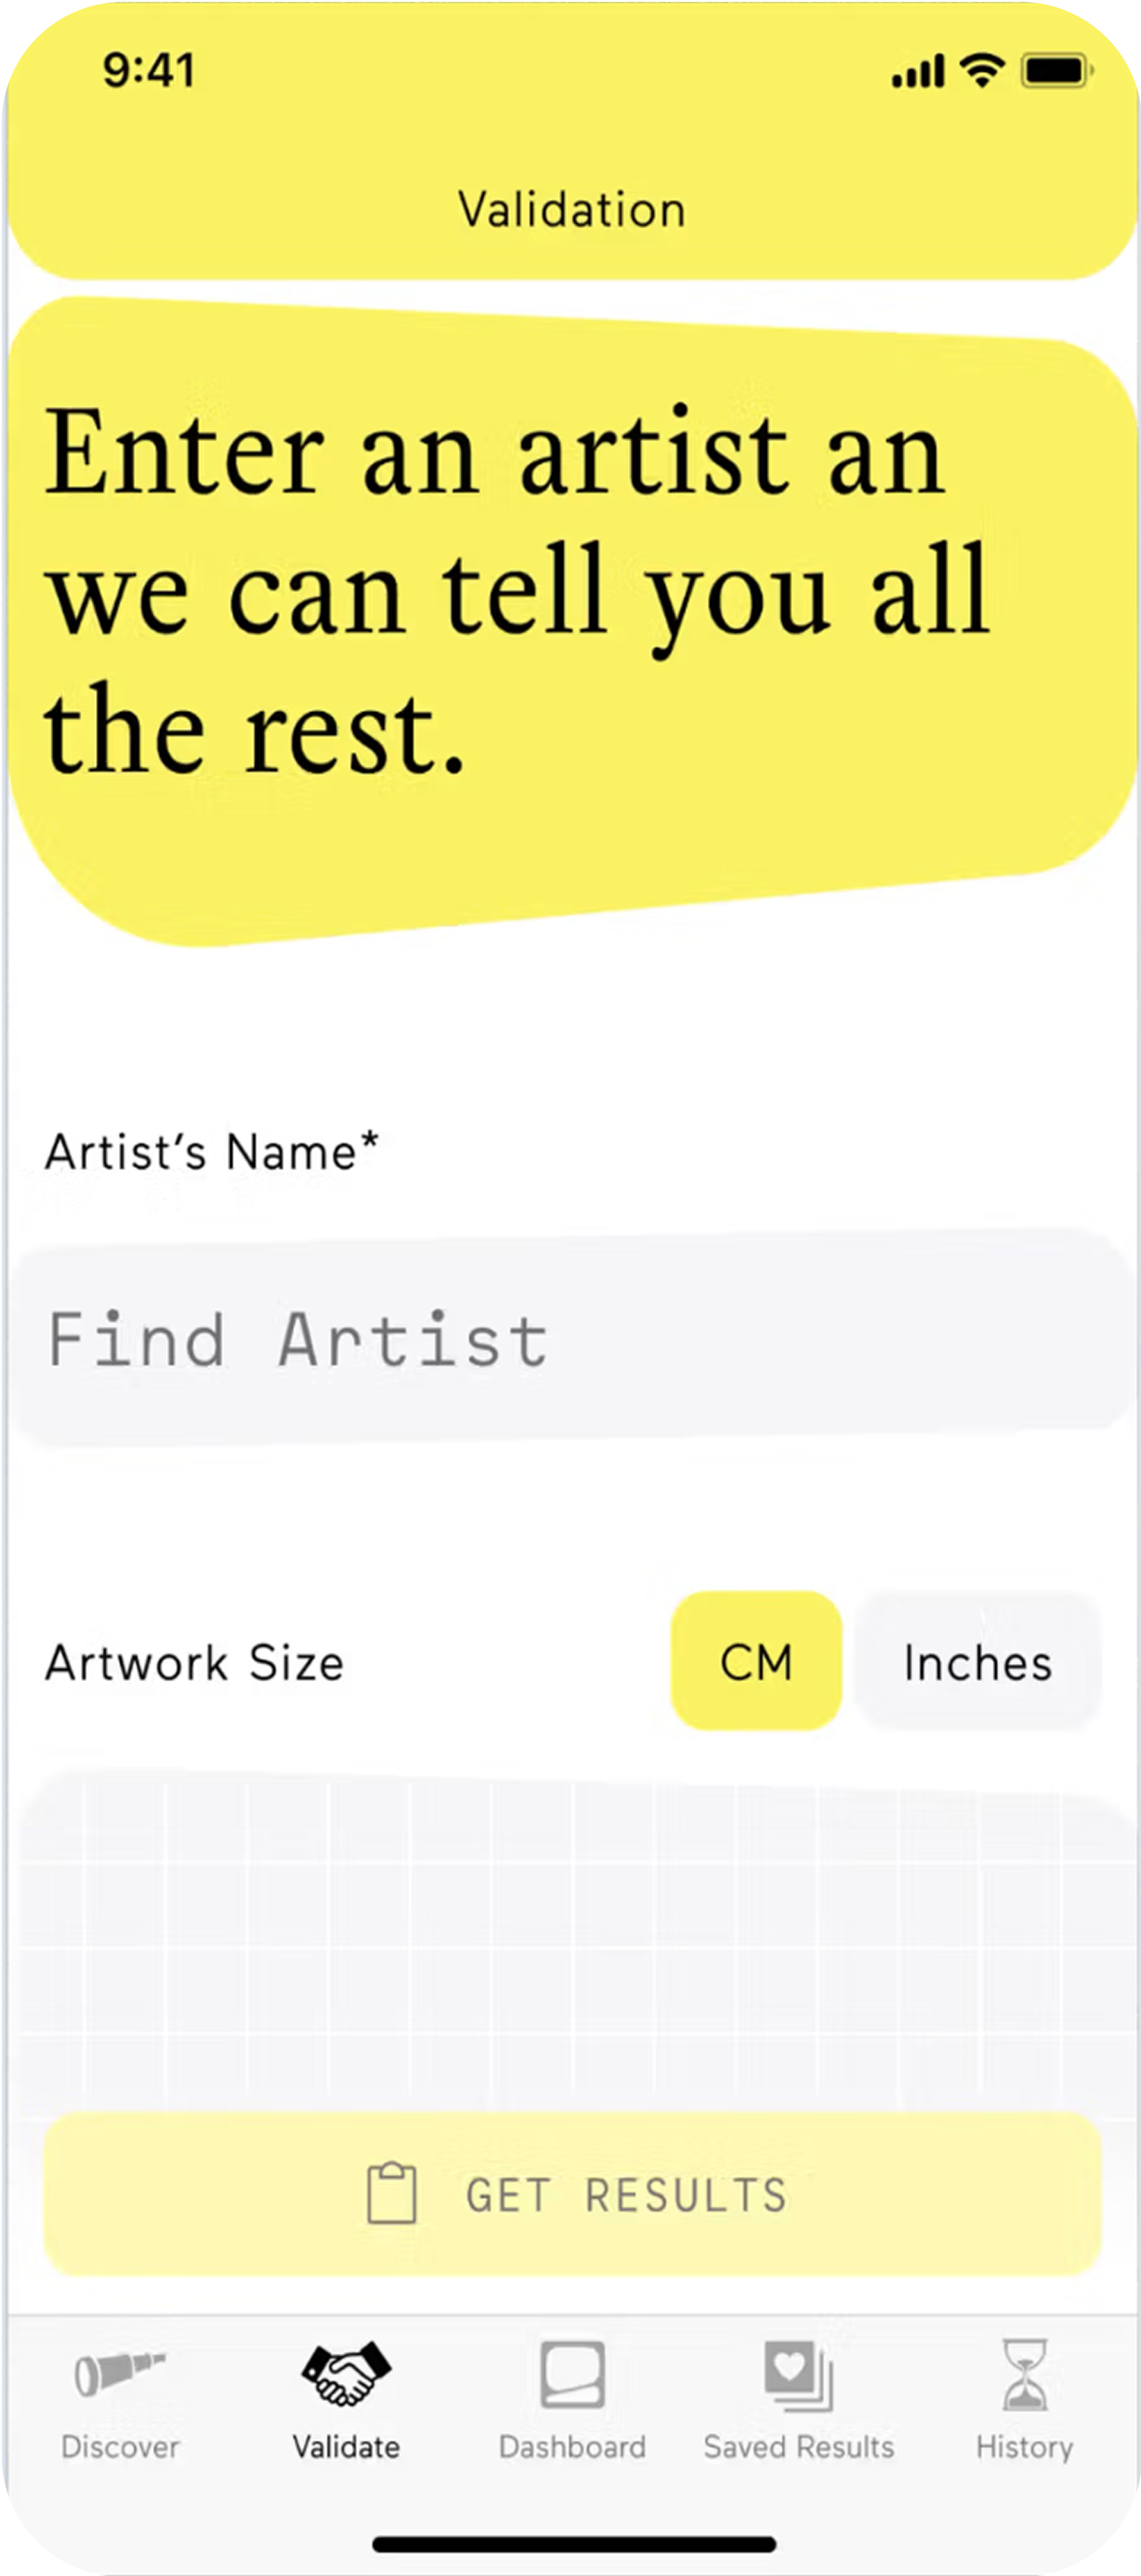 9:41
Validation
Enter an artist an
we can tell you all
the rest.
Artist's Name*
Find Artist
Artwork Size
CM
Inches
GET RESULTS
Discover
Validate
Dashboard
Saved Results
History